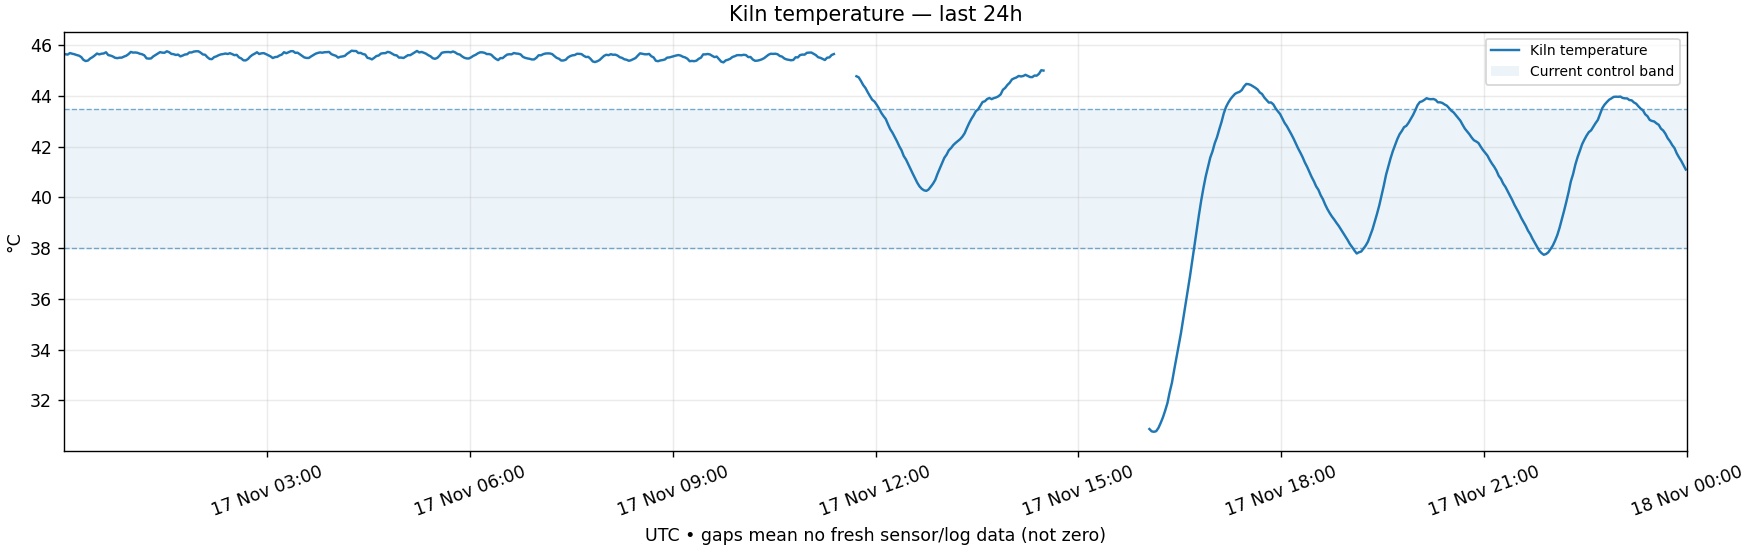 Kiln temperature — last 24h
Kiln temperature
Current control band
°C
46
44
42
40
38
36
34
32
17 Nov 03:00
17 Nov 06:00
17 Nov 09:00
17 Nov 12:00
17 Nov 15:00
17 Nov 18:00
17 Nov 21:00
18 Nov 00:00
UTC • gaps mean no fresh sensor/log data (not zero)